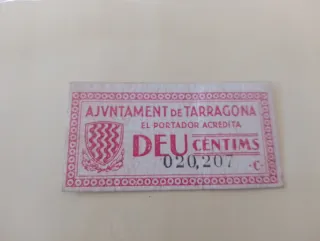 AJVNTAMENT DE TARRAGONA
EL PORTADOR ACREDITA
DEU CÈNTIMS
020,207 -C-